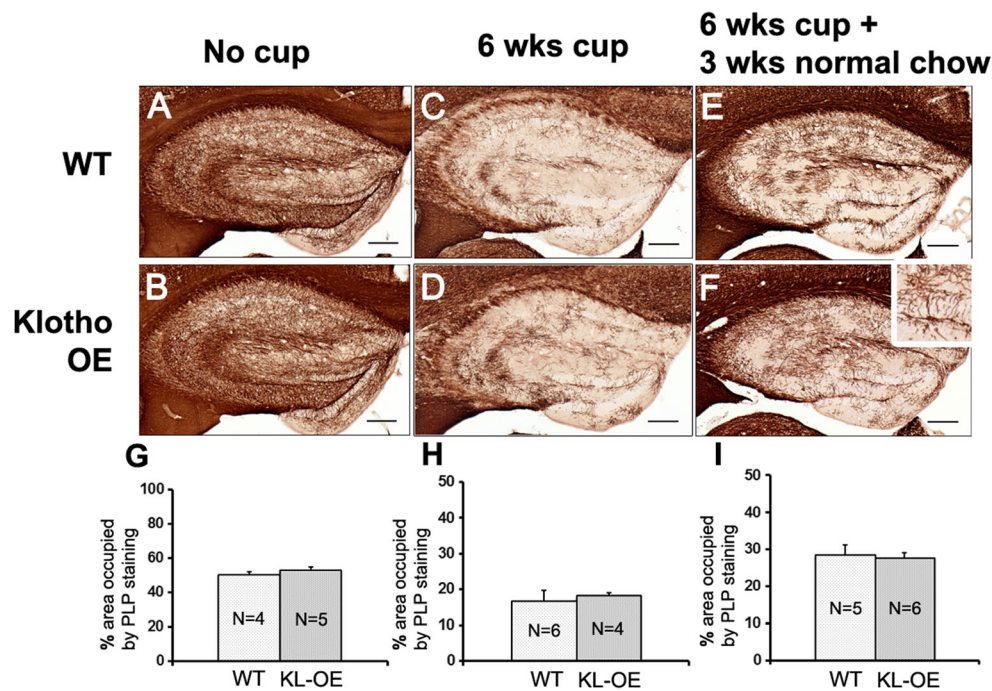 No cup
6 wks cup
6 wks cup +
3 wks normal chow
WT
A
C
E
Klotho
OE
B
D
F
G
% area occupied
by PLP staining
100
80
60
40
20
0
N=4
N=5
WT
KL-OE
H
% area occupied
by PLP staining
50
40
30
20
10
0
N=6
N=4
WT
KL-OE
I
% area occupied
by PLP staining
50
40
30
20
10
0
N=5
N=6
WT
KL-OE